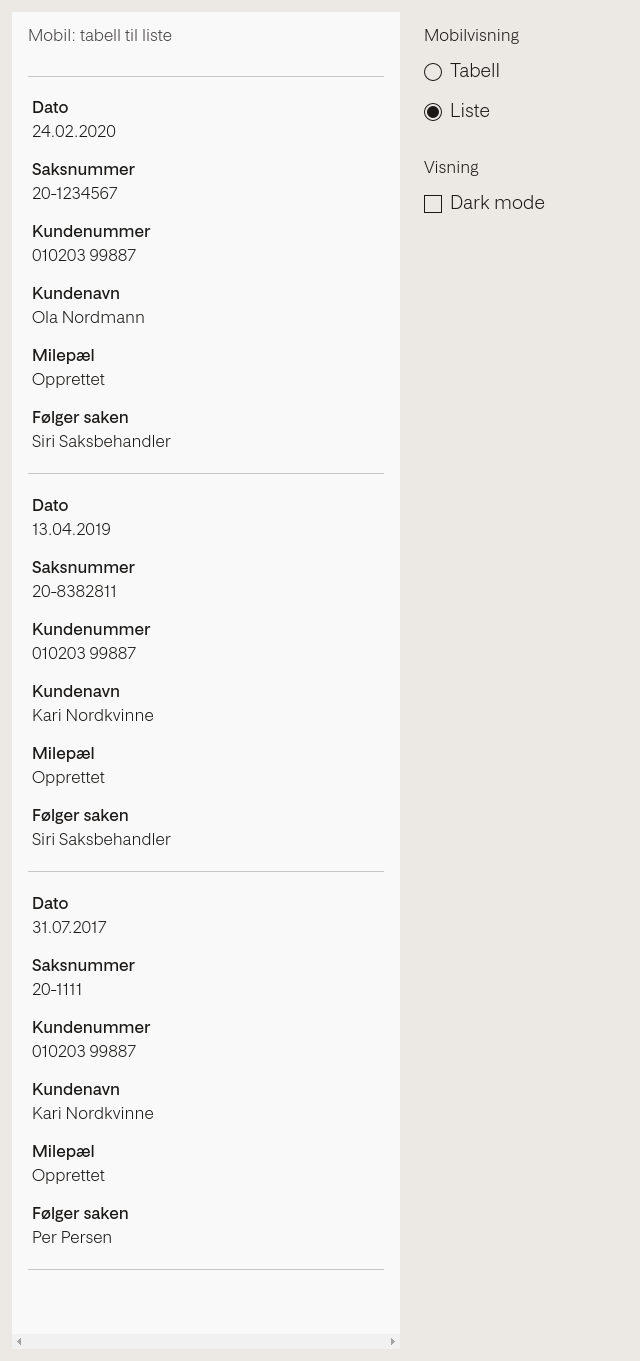 Mobil: tabell til liste
Dato
24.02.2020
Saksnummer
20-1234567
Kundenummer
010203 99887
Kundenavn
Ola Nordmann
Milepæl
Opprettet
Følger saken
Siri Saksbehandler
Dato
13.04.2019
Saksnummer
20-8382811
Kundenummer
010203 99887
Kundenavn
Kari Nordkvinne
Milepæl
Opprettet
Følger saken
Siri Saksbehandler
Dato
31.07.2017
Saksnummer
20-1111
Kundenummer
010203 99887
Kundenavn
Kari Nordkvinne
Milepæl
Opprettet
Følger saken
Per Persen
Mobilvisning
Tabell
Liste
Visning
Dark mode